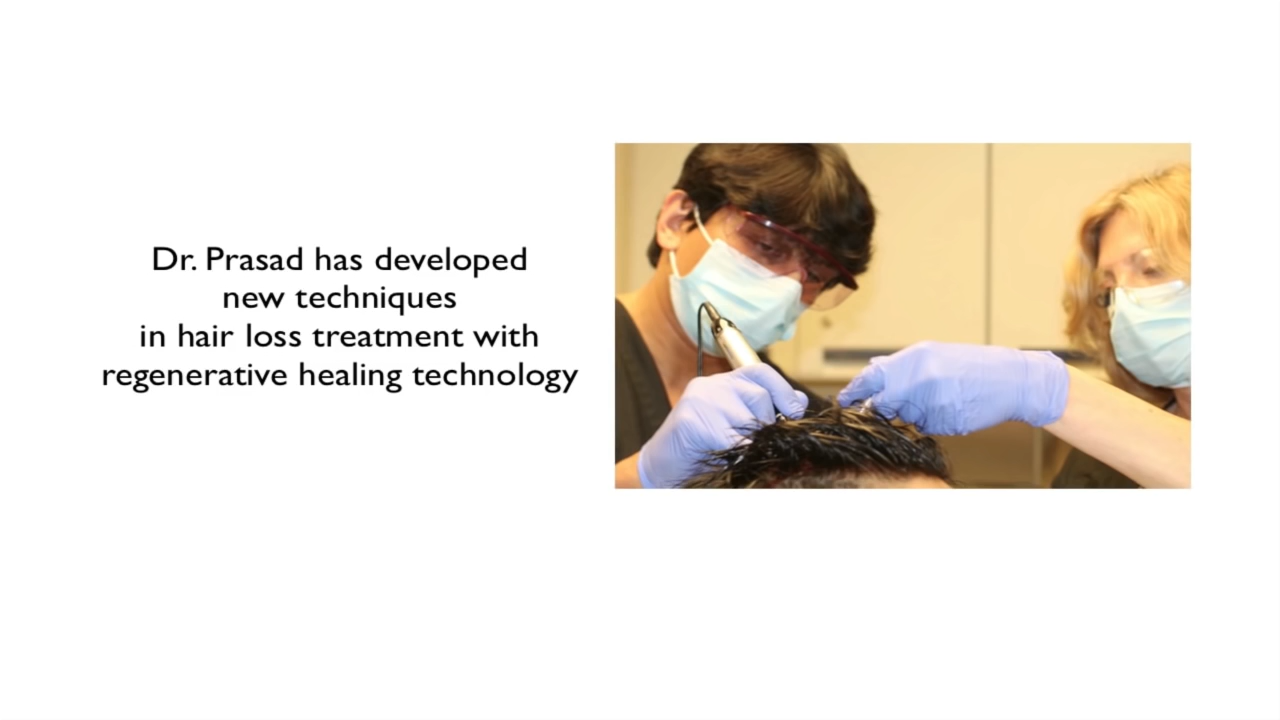 Dr. Prasad has developed
new techniques
in hair loss treatment with
regenerative healing technology